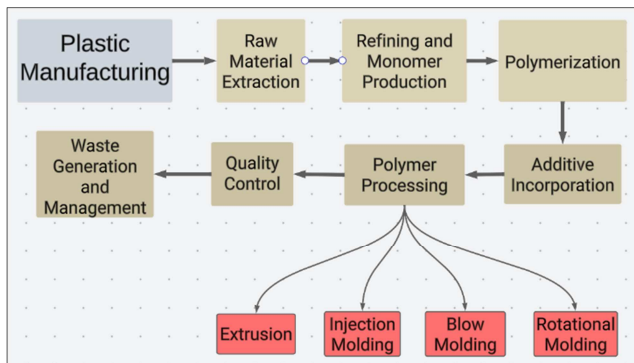 Plastic
Manufacturing
Raw
Material
Extraction
Refining and
Monomer
Production
Polymerization
Waste
Generation
and
Management
Quality
Control
Polymer
Processing
Additive
Incorporation
Extrusion
Injection
Molding
Blow
Molding
Rotational
Molding